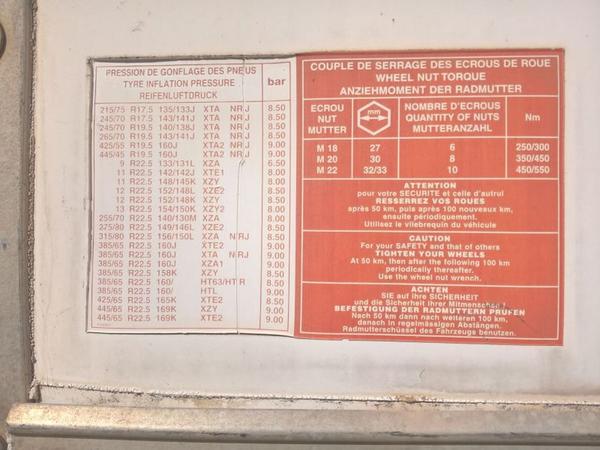 PRESSION DE GONFLAGE DES PNEUS
TYRE INFLATION PRESSURE
REIFENLUFTDRUCK
bar
215/75 R17.5 135/133J XTA NRJ 8.50
245/70 R17.5 143/141J XTA NRJ 8.50
245/70 R19.5 140/138J XTA NRJ 8.50
265/70 R19.5 143/141J XTA NRJ 8.50
425/55 R19.5 160J XTA2 NRJ 9.00
445/45 R19.5 160J XTA2 NRJ 9.00
9 R22.5 133/131L XZA 6.50
11 R22.5 142/142J XTE1 8.00
11 R22.5 148/145K XZY 8.00
12 R22.5 152/148L XZE2 8.50
12 R22.5 152/148K XZY 8.50
13 R22.5 154/150K XZY2 8.00
255/70 R22.5 140/130M XZA 8.00
275/80 R22.5 149/146L XZE2 8.50
315/80 R22.5 156/150L XZA NRJ 8.50
385/65 R22.5 160J XTE2 9.00
385/65 R22.5 160J XTA NRJ 9.00
385/65 R22.5 160J XZA1 9.00
385/65 R22.5 158K XZY 8.50
385/65 R22.5 160/ HT63/HTR 8.50
385/65 R22.5 160/ HTL 9.00
425/65 R22.5 165K XTE2 8.50
445/65 R22.5 169K XZY 9.00
445/65 R22.5 169K XTE2 9.00
COUPLE DE SERRAGE DES ECROUS DE ROUE
WHEEL NUT TORQUE
ANZIEHMOMENT DER RADMUTTER
ECROU
NUT
MUTTER
mm
NOMBRE D'ECROUS
QUANTITY OF NUTS
MUTTERANZAHL
Nm
M 18 27 6 250/300
M 20 30 8 350/450
M 22 32/33 10 450/550
ATTENTION
pour votre SECURITE et celle d'autrui
RESSERREZ VOS ROUES
après 50 km, puis après 100 nouveaux km,
ensuite périodiquement.
Utilisez le vilebrequin du véhicule
CAUTION
For your SAFETY and that of others
TIGHTEN YOUR WHEELS
At 50 km, then after the following 100 km
periodically thereafter.
Use the wheel nut wrench.
ACHTEN
SIE auf ihre SICHERHEIT
und die Sicherheit ihrer Mitmenschen !
BEFESTIGUNG DER RADMUTTERN PRÜFEN
Nach 50 km dann nach weiteren 100 km,
danach in regelmässigen Abständen.
Radmutterschüssel des Fahrzeugs benutzen.